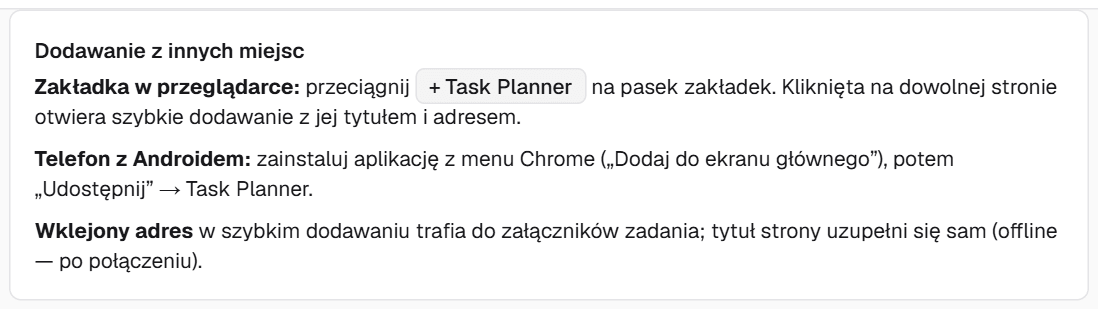 Dodawanie z innych miejsc
Zakładka w przeglądarce: przeciągnij + Task Planner na pasek zakładek. Kliknięta na dowolnej stronie
otwiera szybkie dodawanie z jej tytułem i adresem.
Telefon z Androidem: zainstaluj aplikację z menu Chrome („Dodaj do ekranu głównego”), potem
„Udostępnij” → Task Planner.
Wklejony adres w szybkim dodawaniu trafia do załączników zadania; tytuł strony uzupełni się sam (offline
— po połączeniu).